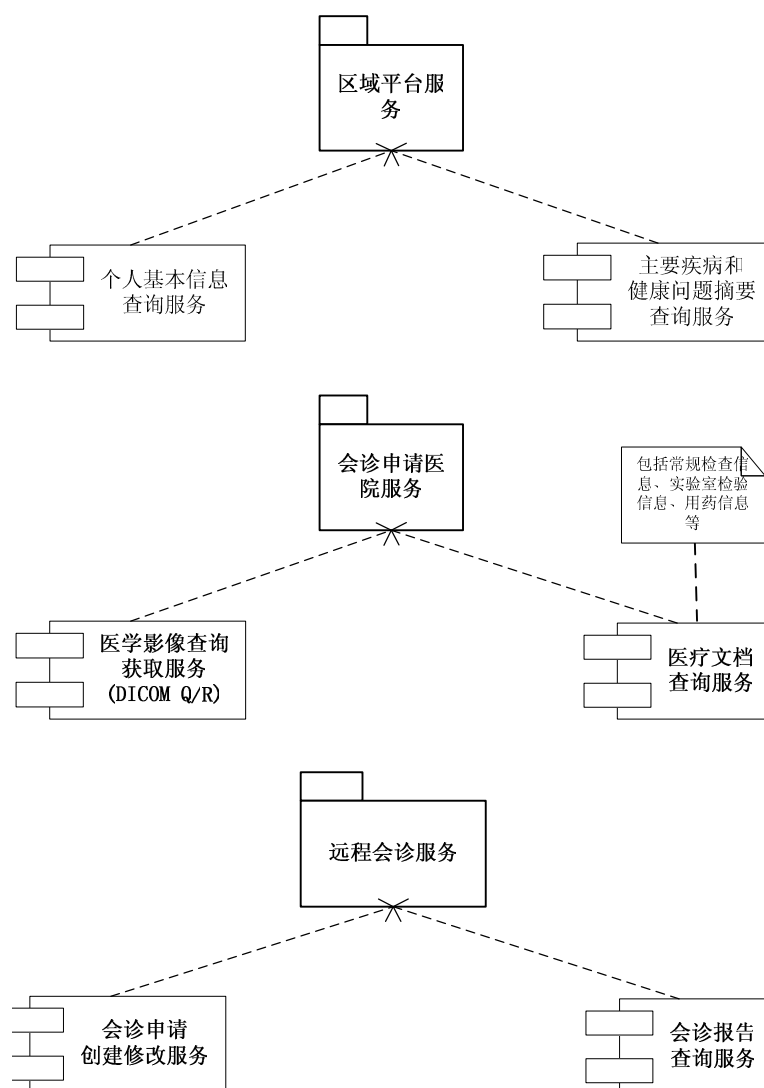 区域平台服
务
个人基本信息
查询服务
主要疾病和
健康问题摘要
查询服务
会诊申请医
院服务
包括常规检查信
息、实验室检验
信息、用药信息
等
医学影像查询
获取服务
(DICOM Q/R)
医疗文档
查询服务
远程会诊服务
会诊申请
创建修改服务
会诊报告
查询服务